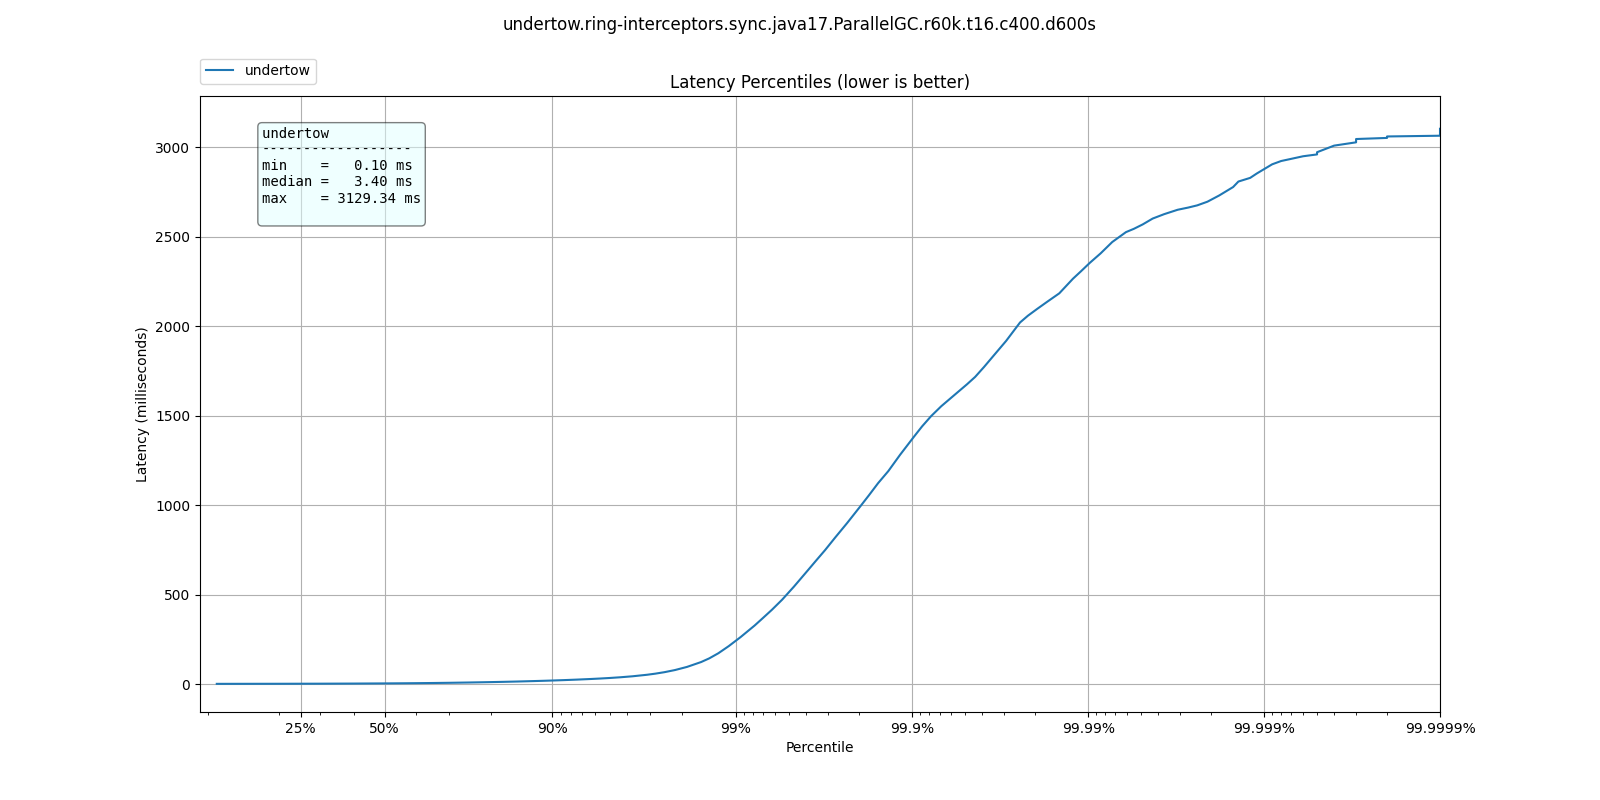 undertow.ring-interceptors.sync.java17.ParallelGC.r60k.t16.c400.d600s
undertow
Latency Percentiles (lower is better)
undertow
------------------
min    =   0.10 ms
median =   3.40 ms
max    = 3129.34 ms
3000
2500
2000
1500
1000
500
0
Latency (milliseconds)
25% 50% 90% 99% 99.9% 99.99% 99.999% 99.9999%
Percentile